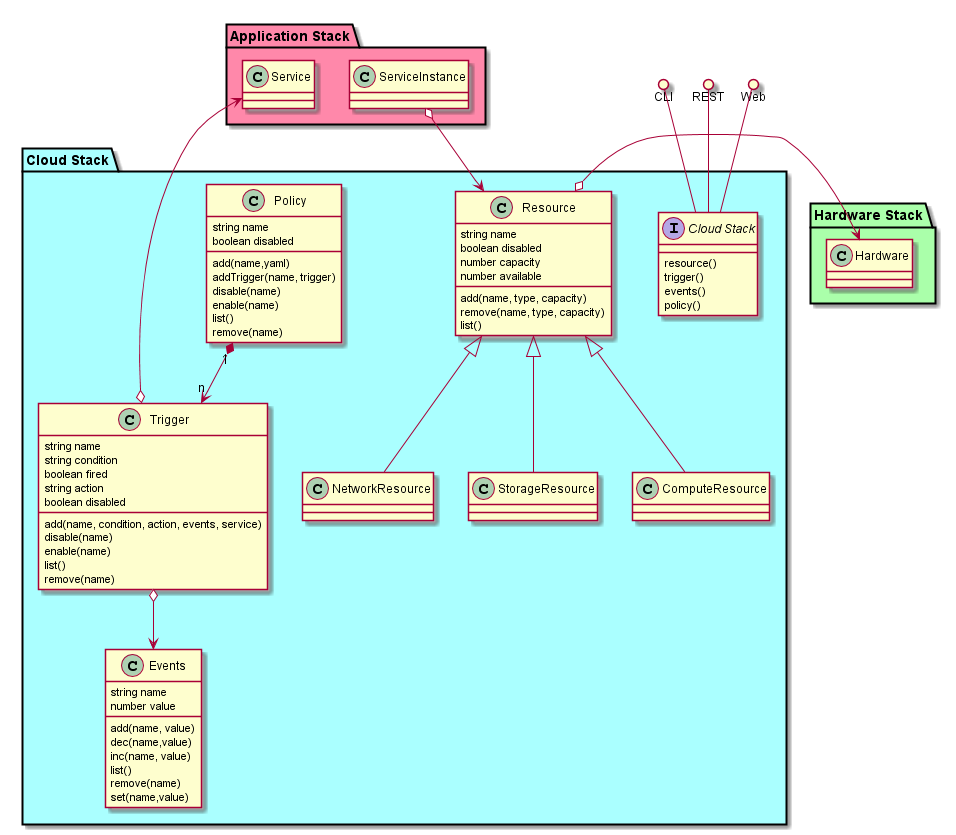 Application Stack
C Service
C ServiceInstance
CLI
REST
Web
Cloud Stack
C Policy
string name
boolean disabled
add(name,yaml)
addTrigger(name, trigger)
disable(name)
enable(name)
list()
remove(name)
C Resource
string name
boolean disabled
number capacity
number available
add(name, type, capacity)
remove(name, type, capacity)
list()
I Cloud Stack
resource()
trigger()
events()
policy()
Hardware Stack
C Hardware
1
n
C Trigger
string name
string condition
boolean fired
string action
boolean disabled
add(name, condition, action, events, service)
disable(name)
enable(name)
list()
remove(name)
C NetworkResource
C StorageResource
C ComputeResource
C Events
string name
number value
add(name, value)
dec(name,value)
inc(name, value)
list()
remove(name)
set(name,value)